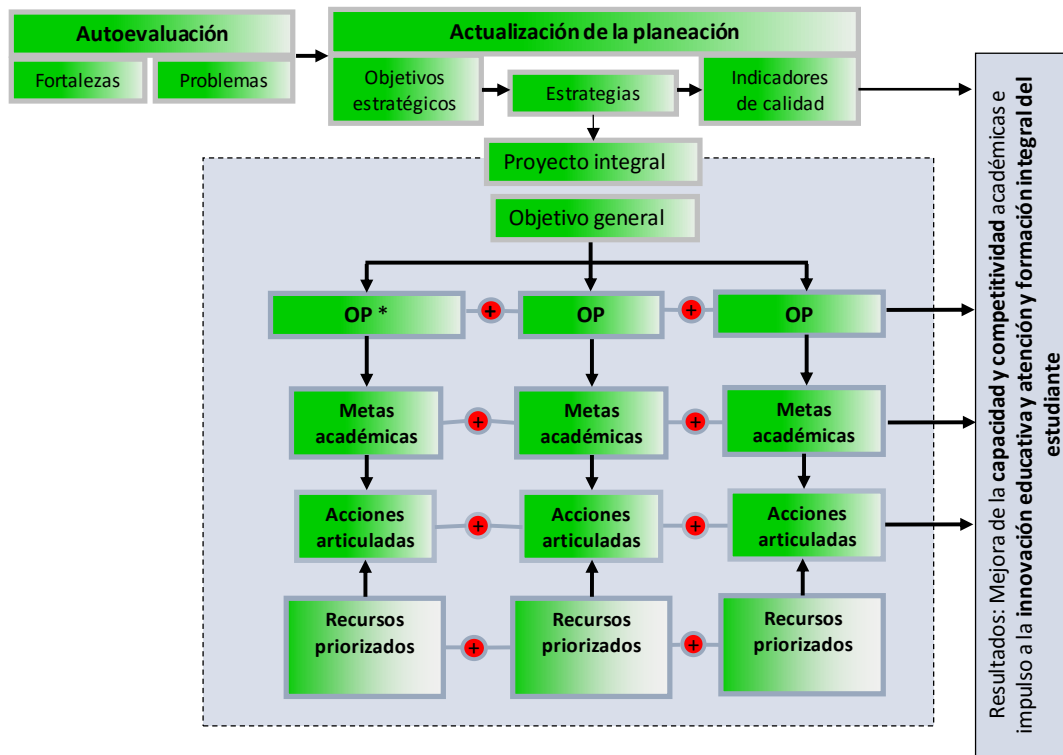 Autoevaluación
Fortalezas
Problemas
Actualización de la planeación
Objetivos
estratégicos
Estrategias
Indicadores
de calidad
Proyecto integral
Objetivo general
OP *
+
OP
+
OP
Metas
académicas
+
Metas
académicas
+
Metas
académicas
Acciones
articuladas
+
Acciones
articuladas
+
Acciones
articuladas
Recursos
priorizados
+
Recursos
priorizados
+
Recursos
priorizados
Resultados: Mejora de la capacidad y competitividad académicas e
impulso a la innovación educativa y atención y formación integral del
estudiante